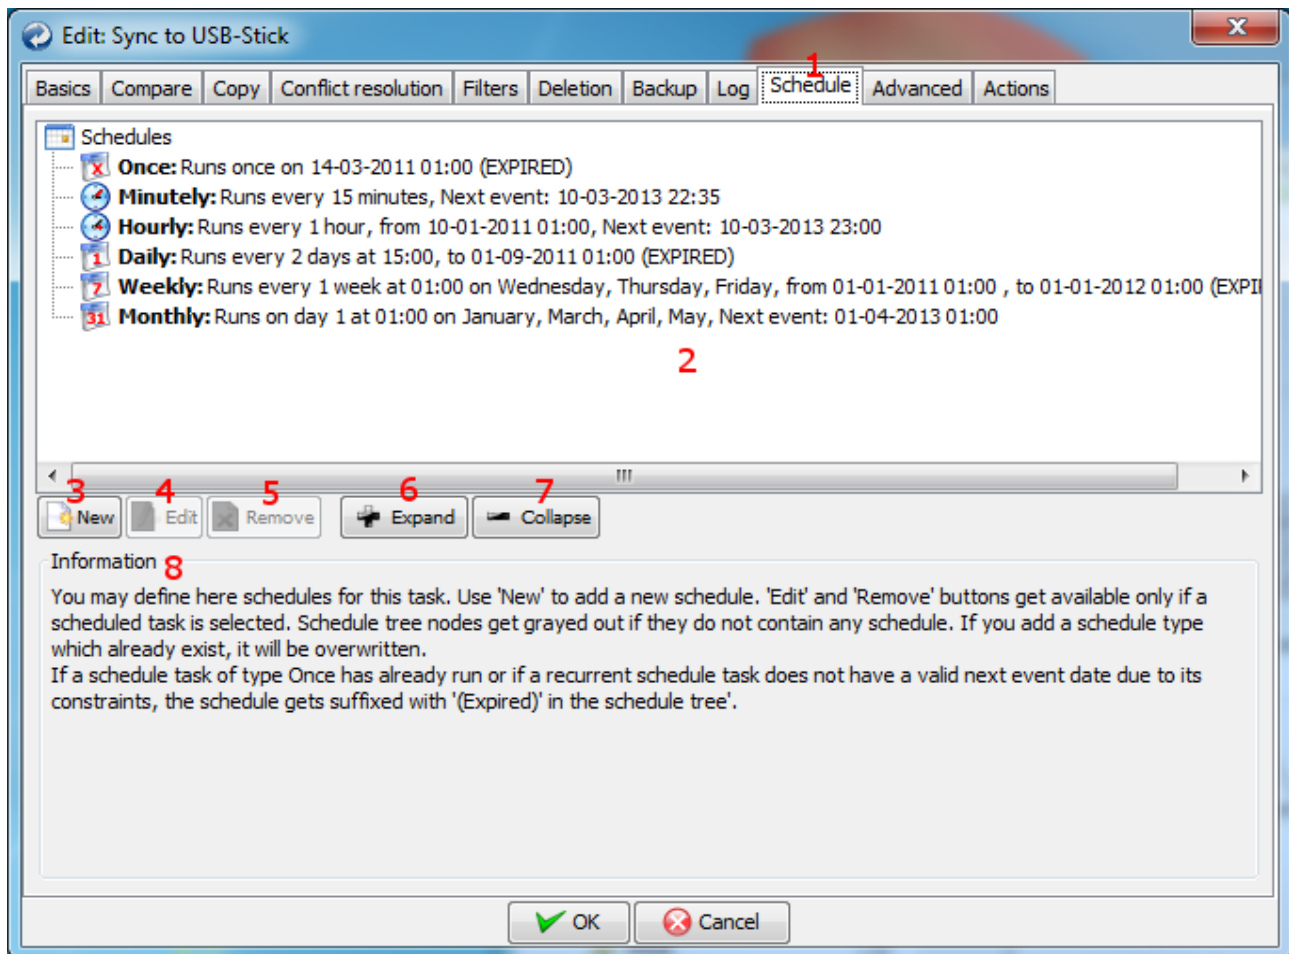 Edit: Sync to USB-Stick
1
Basics Compare Copy Conflict resolution Filters Deletion Backup Log Schedule Advanced Actions
Schedules
Once: Runs once on 14-03-2011 01:00 (EXPIRED)
Minutely: Runs every 15 minutes, Next event: 10-03-2013 22:35
Hourly: Runs every 1 hour, from 10-01-2011 01:00, Next event: 10-03-2013 23:00
Daily: Runs every 2 days at 15:00, to 01-09-2011 01:00 (EXPIRED)
Weekly: Runs every 1 week at 01:00 on Wednesday, Thursday, Friday, from 01-01-2011 01:00 , to 01-01-2012 01:00 (EXPI
Monthly: Runs on day 1 at 01:00 on January, March, April, May, Next event: 01-04-2013 01:00
2
3 4 5 6 7
New Edit Remove Expand Collapse
Information 8
You may define here schedules for this task. Use 'New' to add a new schedule. 'Edit' and 'Remove' buttons get available only if a
scheduled task is selected. Schedule tree nodes get grayed out if they do not contain any schedule. If you add a schedule type
which already exist, it will be overwritten.
If a schedule task of type Once has already run or if a recurrent schedule task does not have a valid next event date due to its
constraints, the schedule gets suffixed with '(Expired)' in the schedule tree'.
OK Cancel